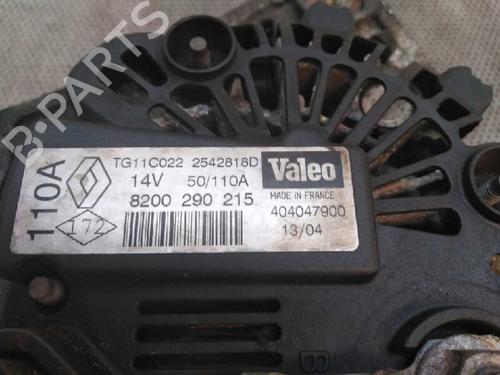 B-PARTS
110A
172
TG11C022 2542818D
14V 50/110A
8200 290 215
Valeo
MADE IN FRANCE
404047900
13/04